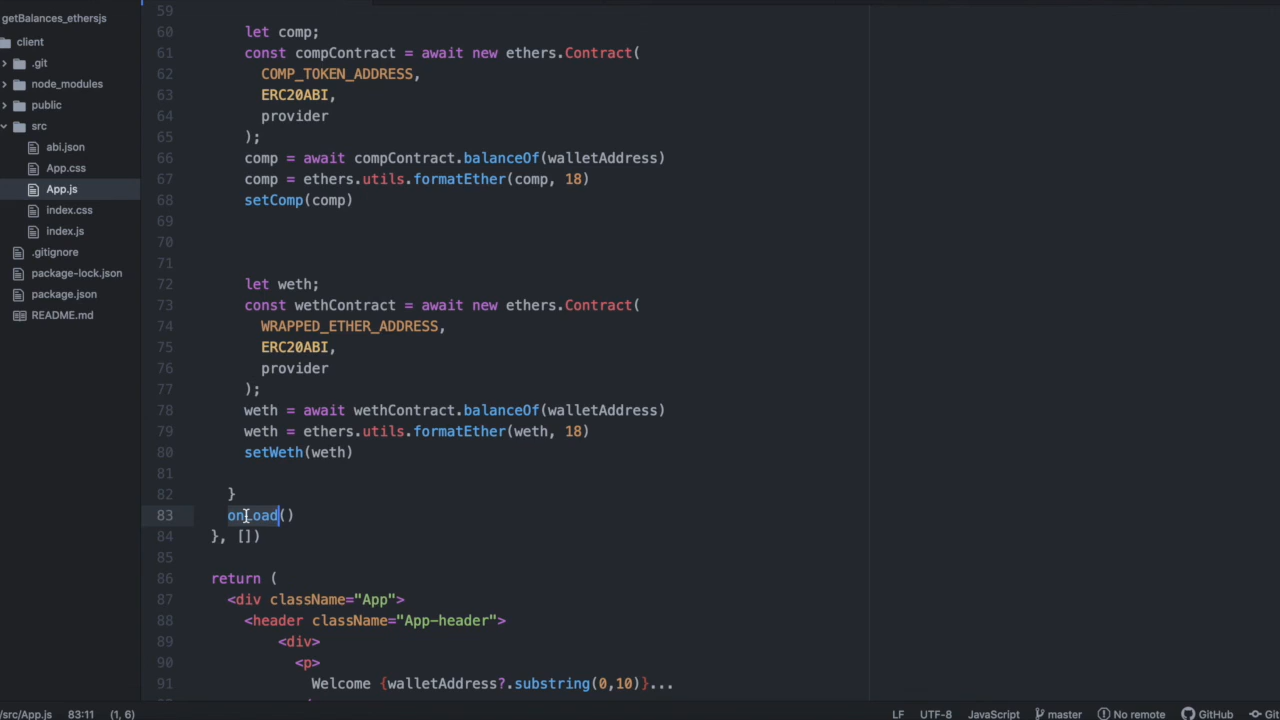 getBalances_ethersjs
client
.git
node_modules
public
src
abi.json
App.css
App.js
index.css
index.js
.gitignore
package-lock.json
package.json
README.md
59
60 let comp;
61 const compContract = await new ethers.Contract(
62 COMP_TOKEN_ADDRESS,
63 ERC20ABI,
64 provider
65 );
66 comp = await compContract.balanceOf(walletAddress)
67 comp = ethers.utils.formatEther(comp, 18)
68 setComp(comp)
69
70
71
72 let weth;
73 const wethContract = await new ethers.Contract(
74 WRAPPED_ETHER_ADDRESS,
75 ERC20ABI,
76 provider
77 );
78 weth = await wethContract.balanceOf(walletAddress)
79 weth = ethers.utils.formatEther(weth, 18)
80 setWeth(weth)
81
82 }
83 onLoad()
84 }, [])
85
86 return (
87 <div className="App">
88 <header className="App-header">
89 <div>
90 <p>
91 Welcome {walletAddress?.substring(0,10)}...
/src/App.js 83:11 (1, 6) LF UTF-8 JavaScript master No remote GitHub Git